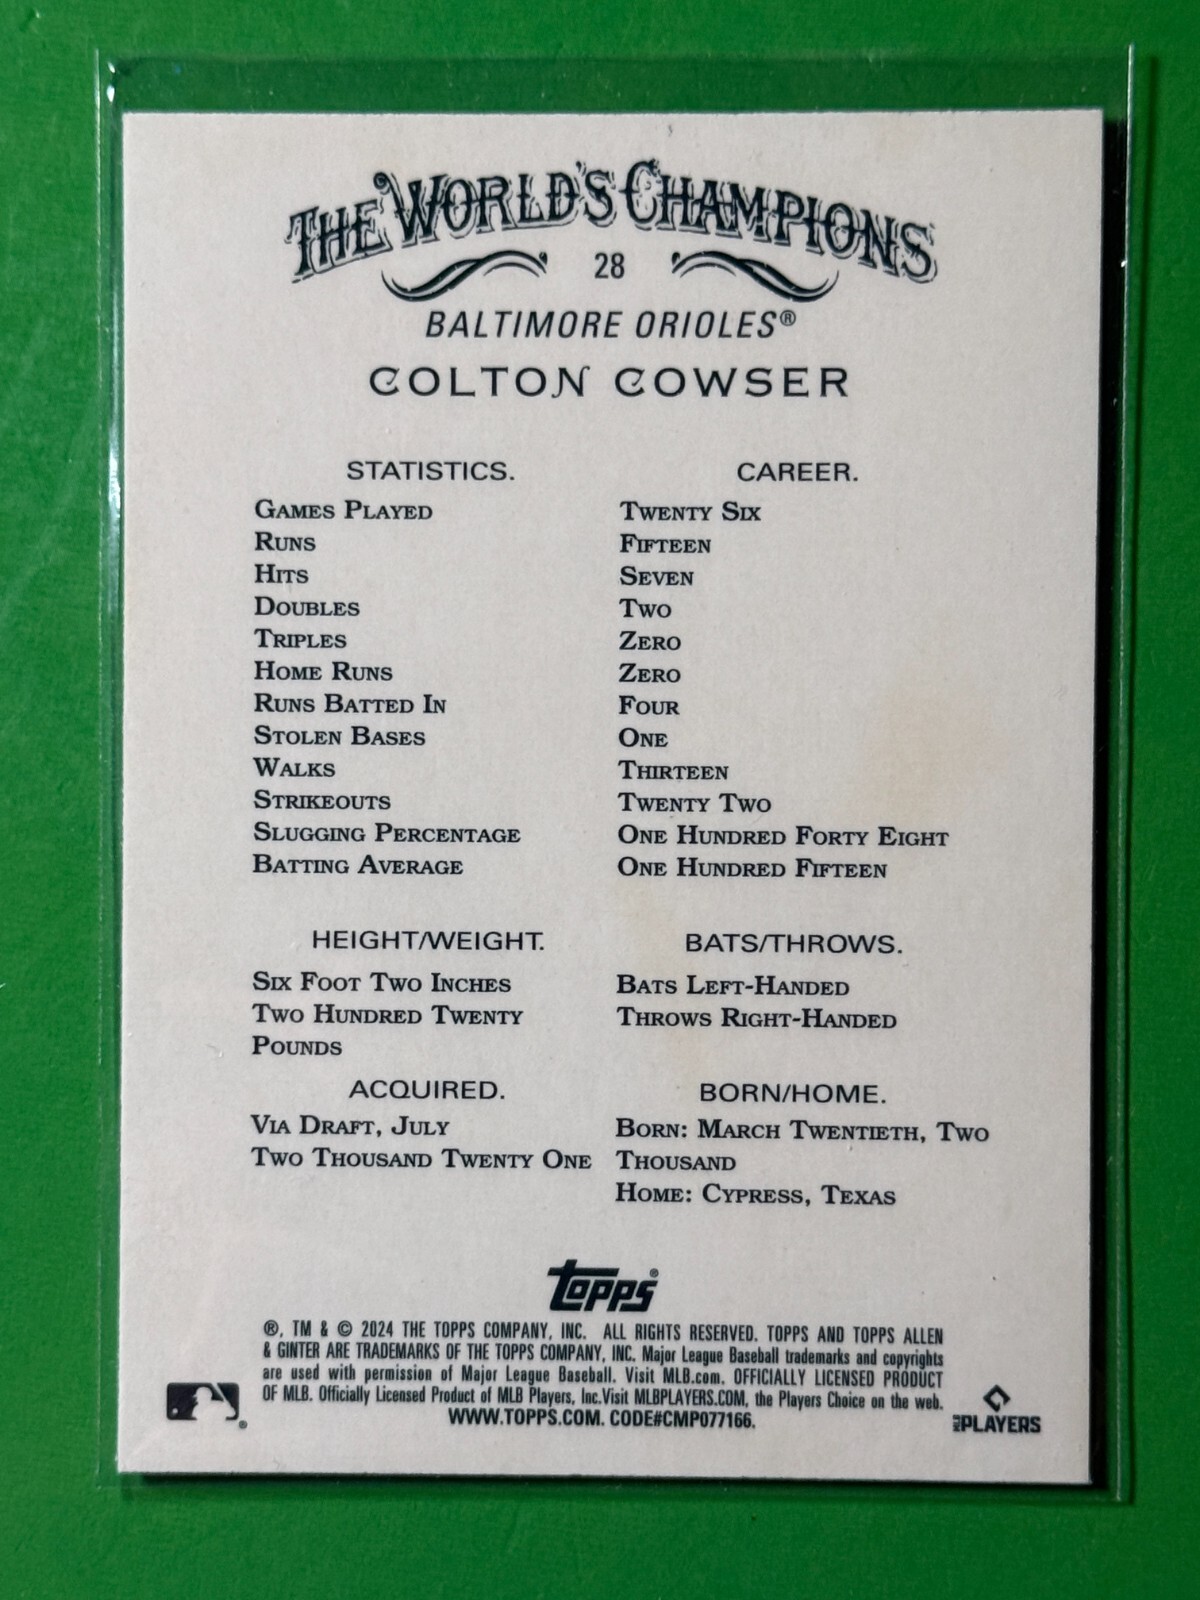 THE WORLD'S CHAMPIONS
28
BALTIMORE ORIOLES®
COLTON COWSER
STATISTICS. CAREER.
GAMES PLAYED TWENTY SIX
RUNS FIFTEEN
HITS SEVEN
DOUBLES TWO
TRIPLES ZERO
HOME RUNS ZERO
RUNS BATTED IN FOUR
STOLEN BASES ONE
WALKS THIRTEEN
STRIKEOUTS TWENTY TWO
SLUGGING PERCENTAGE ONE HUNDRED FORTY EIGHT
BATTING AVERAGE ONE HUNDRED FIFTEEN
HEIGHT/WEIGHT.
SIX FOOT TWO INCHES
TWO HUNDRED TWENTY
POUNDS
BATS/THROWS.
BATS LEFT-HANDED
THROWS RIGHT-HANDED
ACQUIRED.
VIA DRAFT, JULY
TWO THOUSAND TWENTY ONE
BORN/HOME.
BORN: MARCH TWENTIETH, TWO
THOUSAND
HOME: CYPRESS, TEXAS
topps®
®, TM & © 2024 THE TOPPS COMPANY, INC. ALL RIGHTS RESERVED. TOPPS AND TOPPS ALLEN
& GINTER ARE TRADEMARKS OF THE TOPPS COMPANY, INC. Major League Baseball trademarks and copyrights
are used with permission of Major League Baseball. Visit MLB.com. OFFICIALLY LICENSED PRODUCT
OF MLB. Officially Licensed Product of MLB Players, Inc.Visit MLBPLAYERS.COM, the Players Choice on the web.
WWW.TOPPS.COM. CODE#CMP077166.
®
MLB PLAYERS